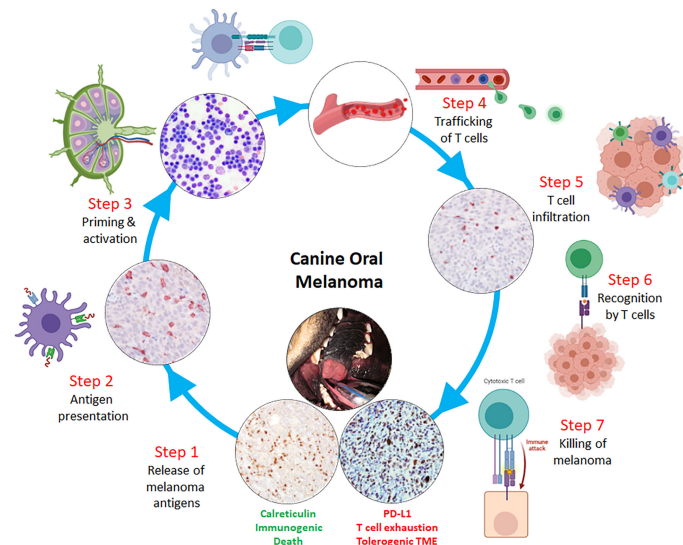 Step 4
Trafficking
of T cells
Step 5
T cell
infiltration
Step 3
Priming &
activation
Canine Oral
Melanoma
Step 6
Recognition
by T cells
Step 2
Antigen
presentation
Cytotoxic T cell
Step 7
Killing of
melanoma
Immune
attack
Step 1
Release of
melanoma
antigens
Calreticulin
Immunogenic
Death
PD-L1
T cell exhaustion
Tolerogenic TME